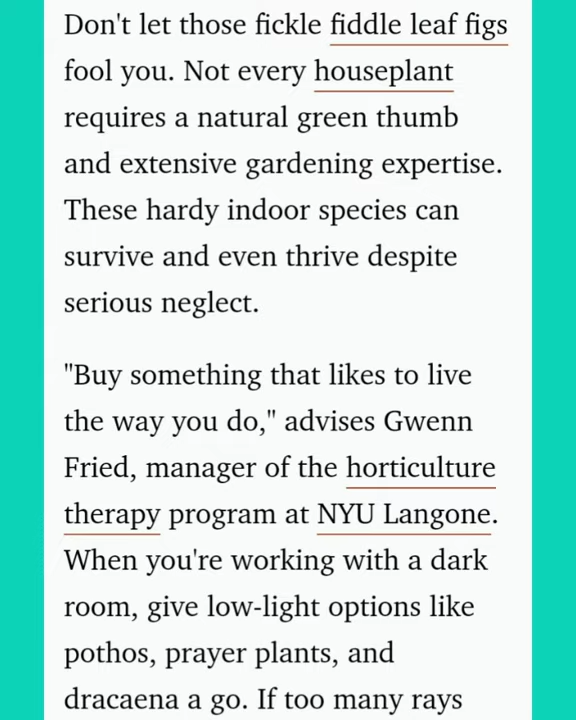 Don't let those fickle fiddle leaf figs
fool you. Not every houseplant
requires a natural green thumb
and extensive gardening expertise.
These hardy indoor species can
survive and even thrive despite
serious neglect.
"Buy something that likes to live
the way you do," advises Gwenn
Fried, manager of the horticulture
therapy program at NYU Langone.
When you're working with a dark
room, give low-light options like
pothos, prayer plants, and
dracaena a go. If too many rays